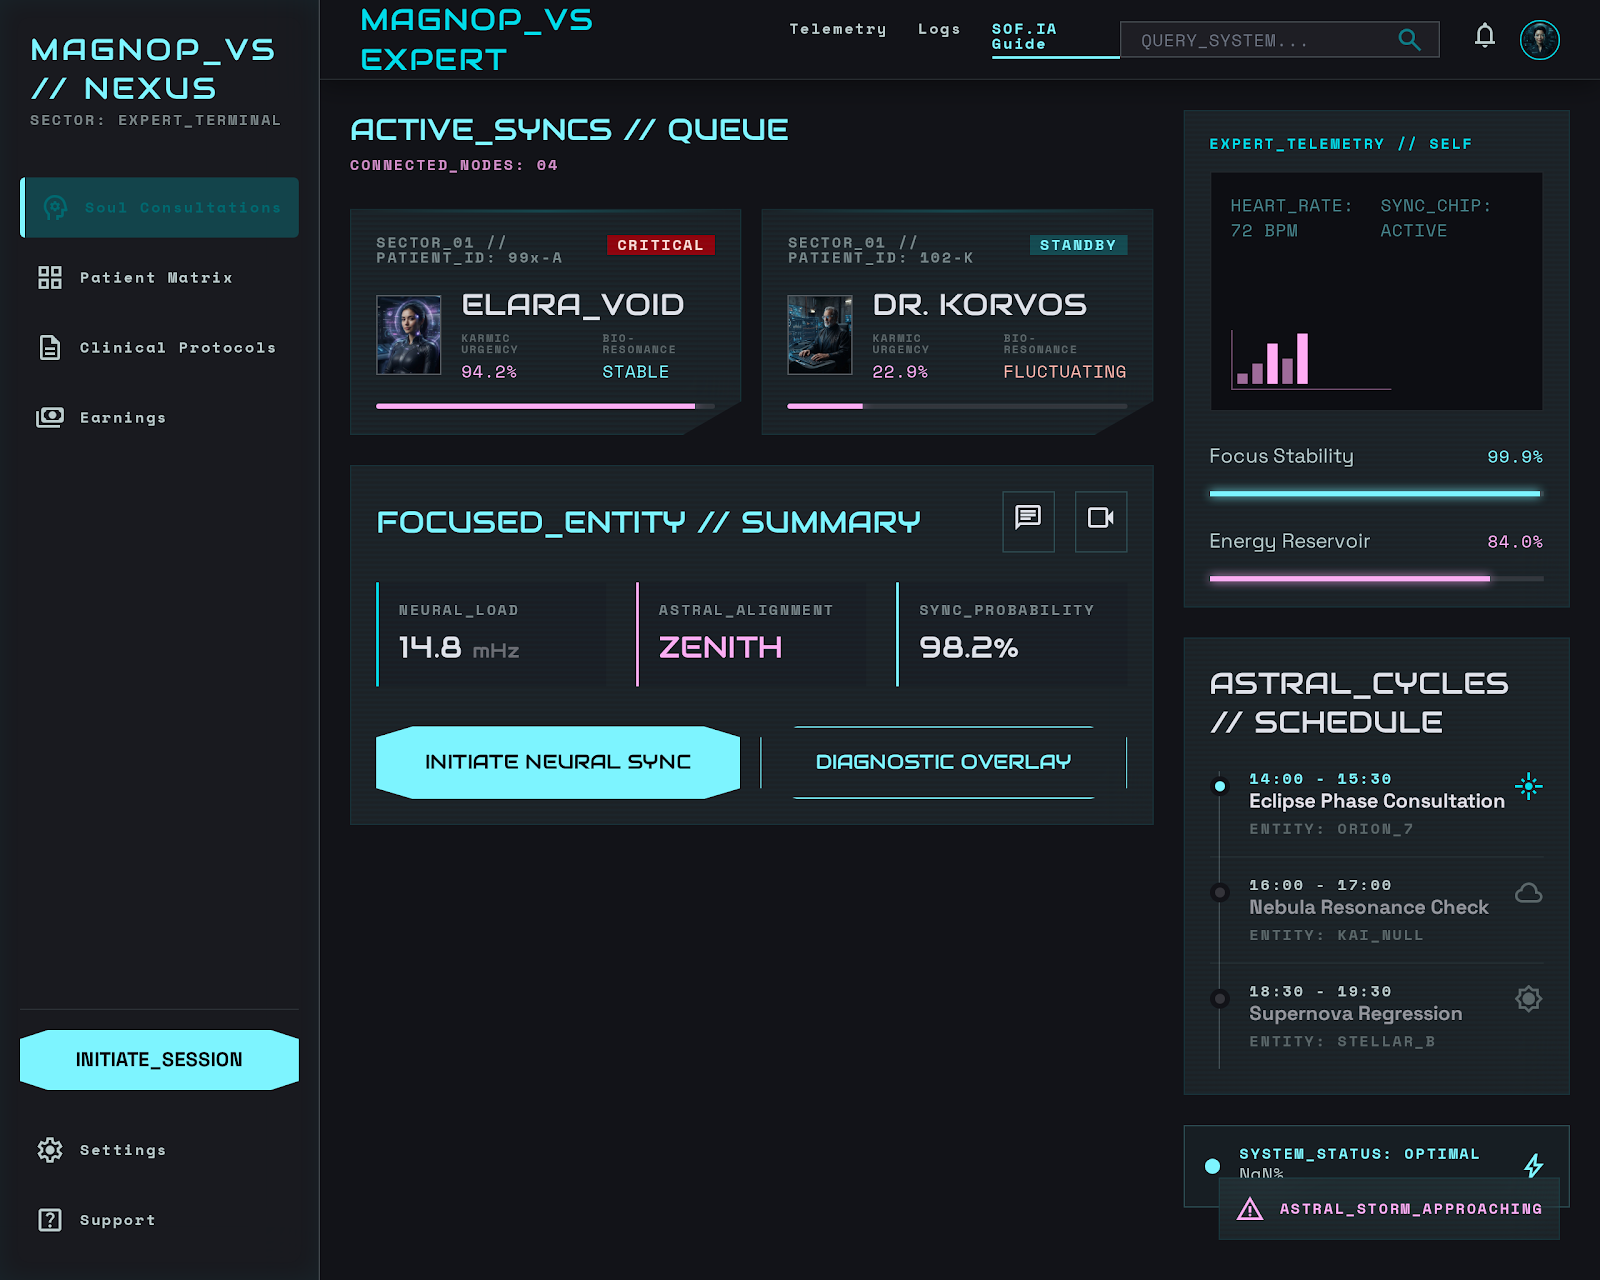 MAGNOP_VS
// NEXUS
SECTOR: EXPERT_TERMINAL
Soul Consultations
Patient Matrix
Clinical Protocols
Earnings
INITIATE_SESSION
Settings
Support
MAGNOP_VS
EXPERT
Telemetry
Logs
SOF.IA
Guide
QUERY_SYSTEM...
ACTIVE_SYNCS // QUEUE
CONNECTED_NODES: 04
SECTOR_01 //
PATIENT_ID: 99x-A
CRITICAL
ELARA_VOID
KARMIC
URGENCY
94.2%
BIO-
RESONANCE
STABLE
SECTOR_01 //
PATIENT_ID: 102-K
STANDBY
DR. KORVOS
KARMIC
URGENCY
22.9%
BIO-
RESONANCE
FLUCTUATING
FOCUSED_ENTITY // SUMMARY
NEURAL_LOAD
14.8 mHz
ASTRAL_ALIGNMENT
ZENITH
SYNC_PROBABILITY
98.2%
INITIATE NEURAL SYNC
DIAGNOSTIC OVERLAY
EXPERT_TELEMETRY // SELF
HEART_RATE:
72 BPM
SYNC_CHIP:
ACTIVE
Focus Stability
99.9%
Energy Reservoir
84.0%
ASTRAL_CYCLES
// SCHEDULE
14:00 - 15:30
Eclipse Phase Consultation
ENTITY: ORION_7
16:00 - 17:00
Nebula Resonance Check
ENTITY: KAI_NULL
18:30 - 19:30
Supernova Regression
ENTITY: STELLAR_B
SYSTEM_STATUS: OPTIMAL
NaN%
ASTRAL_STORM_APPROACHING